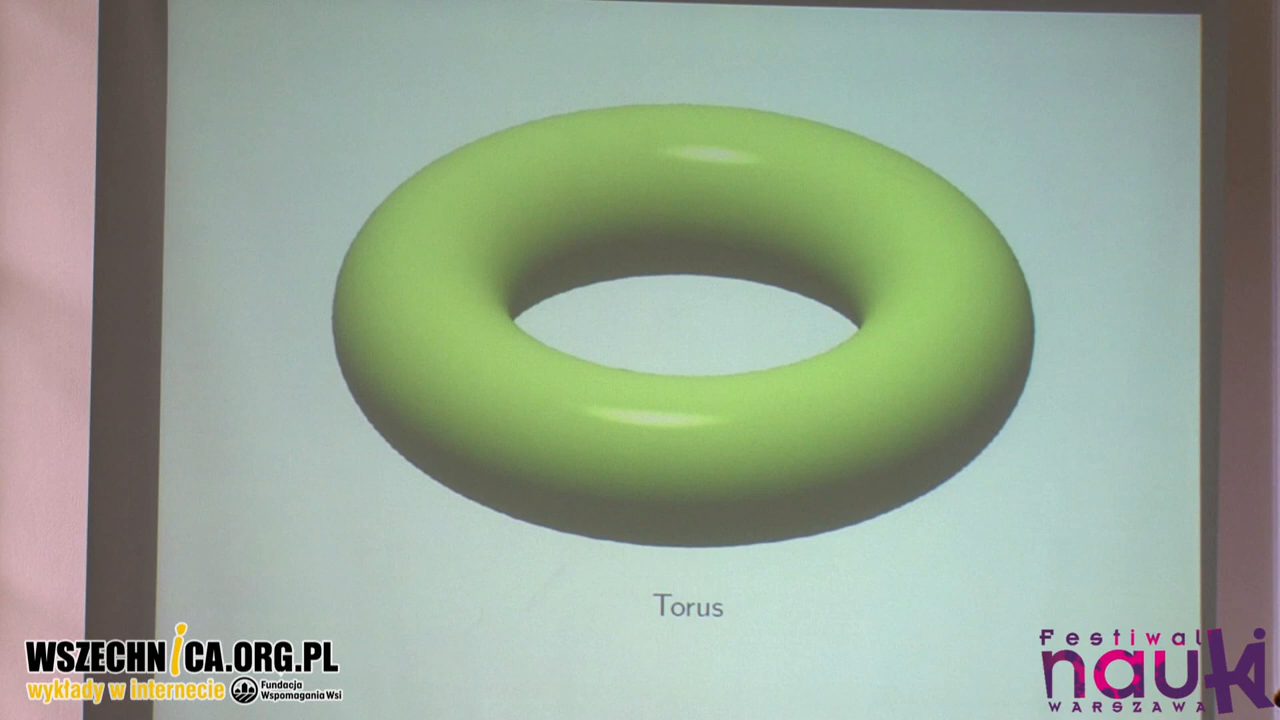 Torus
WSZECHNiCA.ORG.PL
wykłady w internecie
Fundacja
Wspomagania Wsi
Festiwal
nauki
WARSZAWA